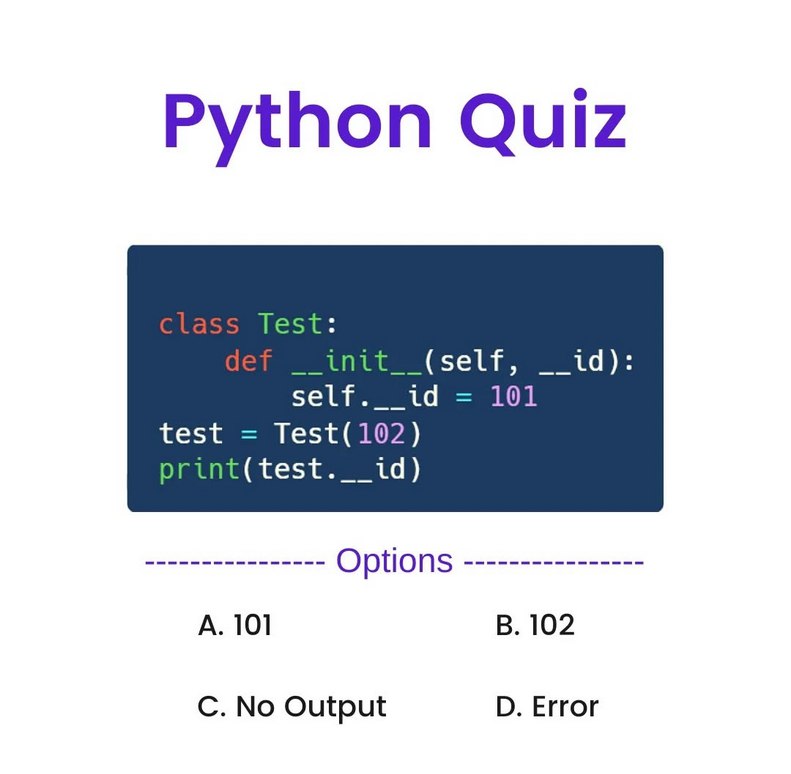 Python Quiz
class Test:
    def __init__(self, __id):
        self.__id = 101
test = Test(102)
print(test.__id)
---------------- Options ----------------
A. 101 B. 102
C. No Output D. Error